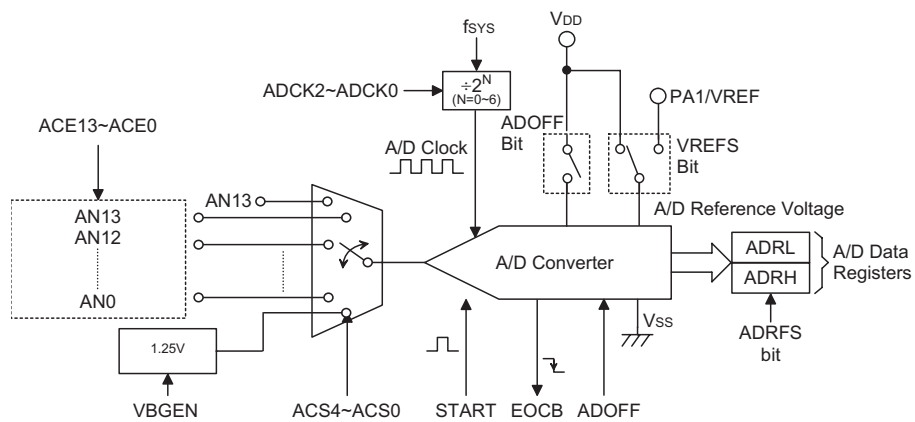 fSYS
VDD
ADCK2~ADCK0
÷2N
(N=0~6)
PA1/VREF
ACE13~ACE0
A/D Clock
ADOFF
Bit
VREFS
Bit
AN13
AN13
AN12
AN0
A/D Reference Voltage
A/D Converter
ADRL
ADRH
A/D Data
Registers
1.25V
VSS
ADRFS
bit
VBGEN
ACS4~ACS0
START
EOCB
ADOFF